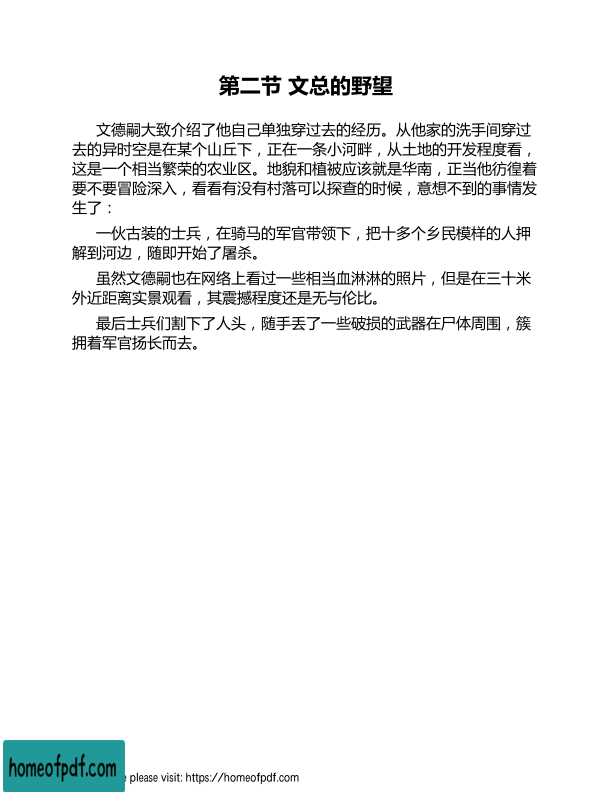 第二节 文总的野望
文德嗣大致介绍了他自己单独穿过去的经历。从他家的洗手间穿过
去的异时空是在某个山丘下，正在一条小河畔，从土地的开发程度看，
这是一个相当繁荣的农业区。地貌和植被应该就是华南，正当他彷徨着
要不要冒险深入，看看有没有村落可以探查的时候，意想不到的事情发
生了：
一伙古装的士兵，在骑马的军官带领下，把十多个乡民模样的人押
解到河边，随即开始了屠杀。
虽然文德嗣也在网络上看过一些相当血淋淋的照片，但是在三十米
外近距离实景观看，其震撼程度还是无与伦比。
最后士兵们割下了人头，随手丢了一些破损的武器在尸体周围，簇
拥着军官扬长而去。
homeofpdf.com
e please visit: https://homeofpdf.com